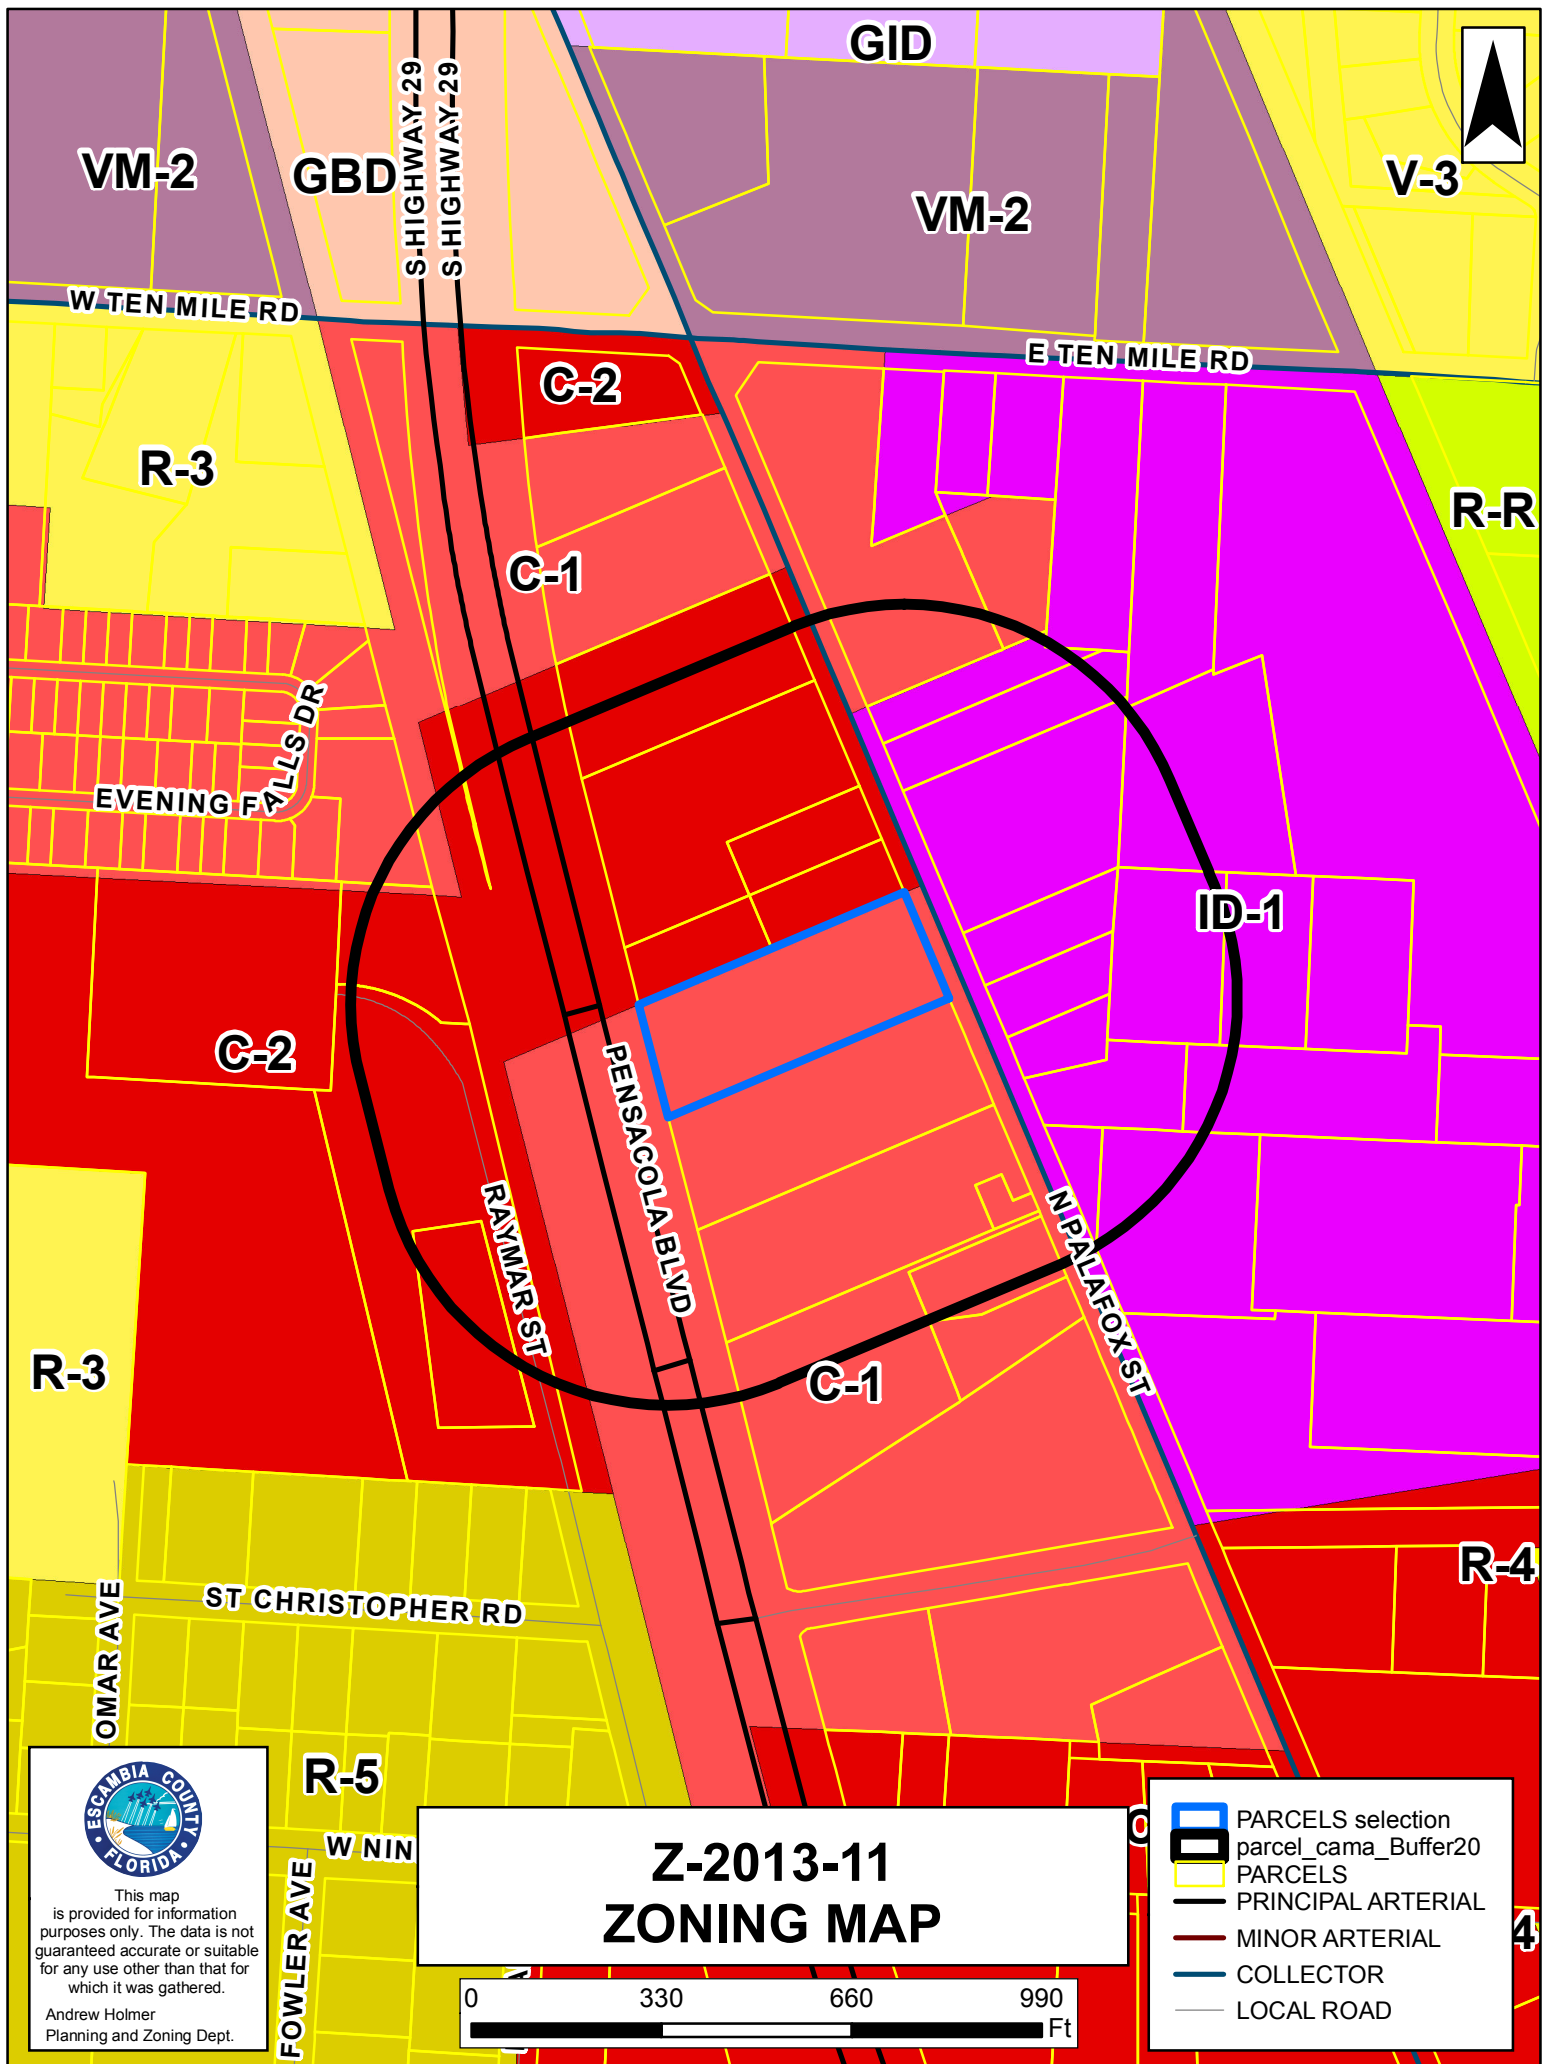 GID
S HIGHWAY 29
S HIGHWAY 29
VM-2
GBD
VM-2
V-3
W TEN MILE RD
E TEN MILE RD
C-2
R-3
R-R
C-1
EVENING FALLS DR
ID-1
C-2
PENSACOLA BLVD
RAYMAR ST
N PALAFOX ST
R-3
C-1
R-4
ST CHRISTOPHER RD
OMAR AVE
R-5
W NIN
FOWLER AVE
4
ESCAMBIA COUNTY
FLORIDA
This map
is provided for information
purposes only. The data is not
guaranteed accurate or suitable
for any use other than that for
which it was gathered.
Andrew Holmer
Planning and Zoning Dept.
Z-2013-11
ZONING MAP
0 330 660 990
Ft
PARCELS selection
parcel_cama_Buffer20
PARCELS
PRINCIPAL ARTERIAL
MINOR ARTERIAL
COLLECTOR
LOCAL ROAD